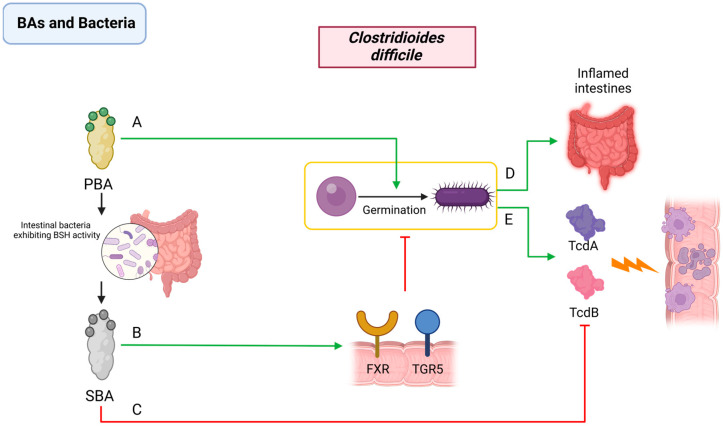 BAs and Bacteria
Clostridioides
difficile
Inflamed
intestines
A
PBA
D
Germination
E
Intestinal bacteria
exhibiting BSH activity
TcdA
TcdB
B
FXR
TGR5
SBA
C